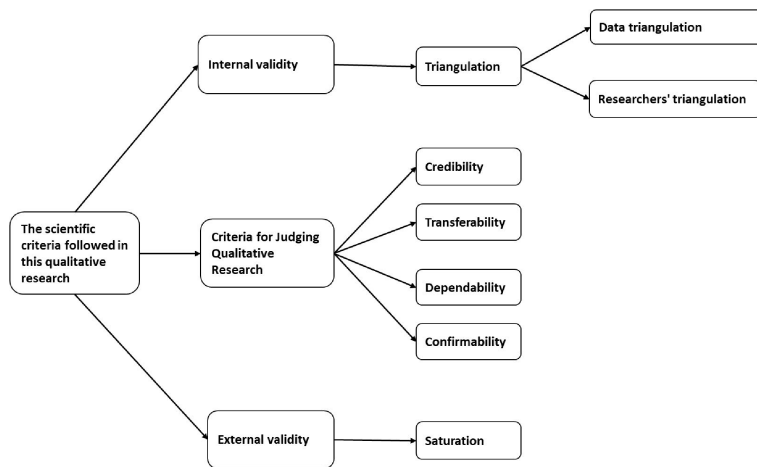 Data triangulation
Internal validity
Triangulation
Researchers' triangulation
Credibility
Transferability
The scientific
criteria followed in
this qualitative
research
Criteria for Judging
Qualitative
Research
Dependability
Confirmability
External validity
Saturation